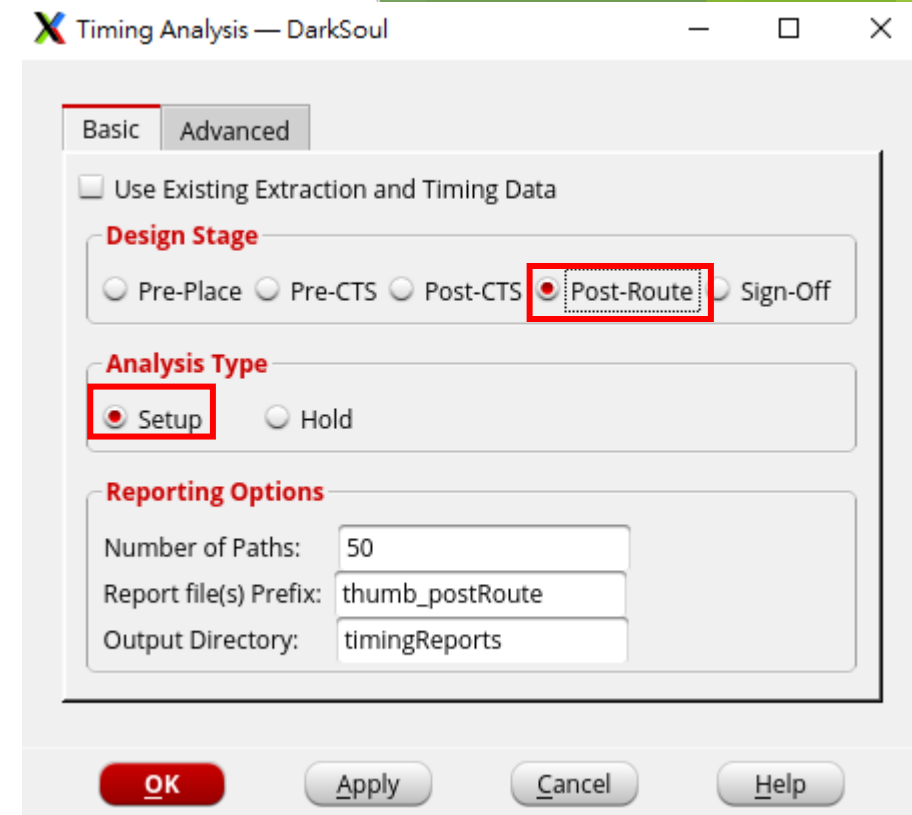 Timing Analysis — DarkSoul
Basic Advanced
Use Existing Extraction and Timing Data
Design Stage
Pre-Place Pre-CTS Post-CTS Post-Route Sign-Off
Analysis Type
Setup Hold
Reporting Options
Number of Paths: 50
Report file(s) Prefix: thumb_postRoute
Output Directory: timingReports
OK Apply Cancel Help